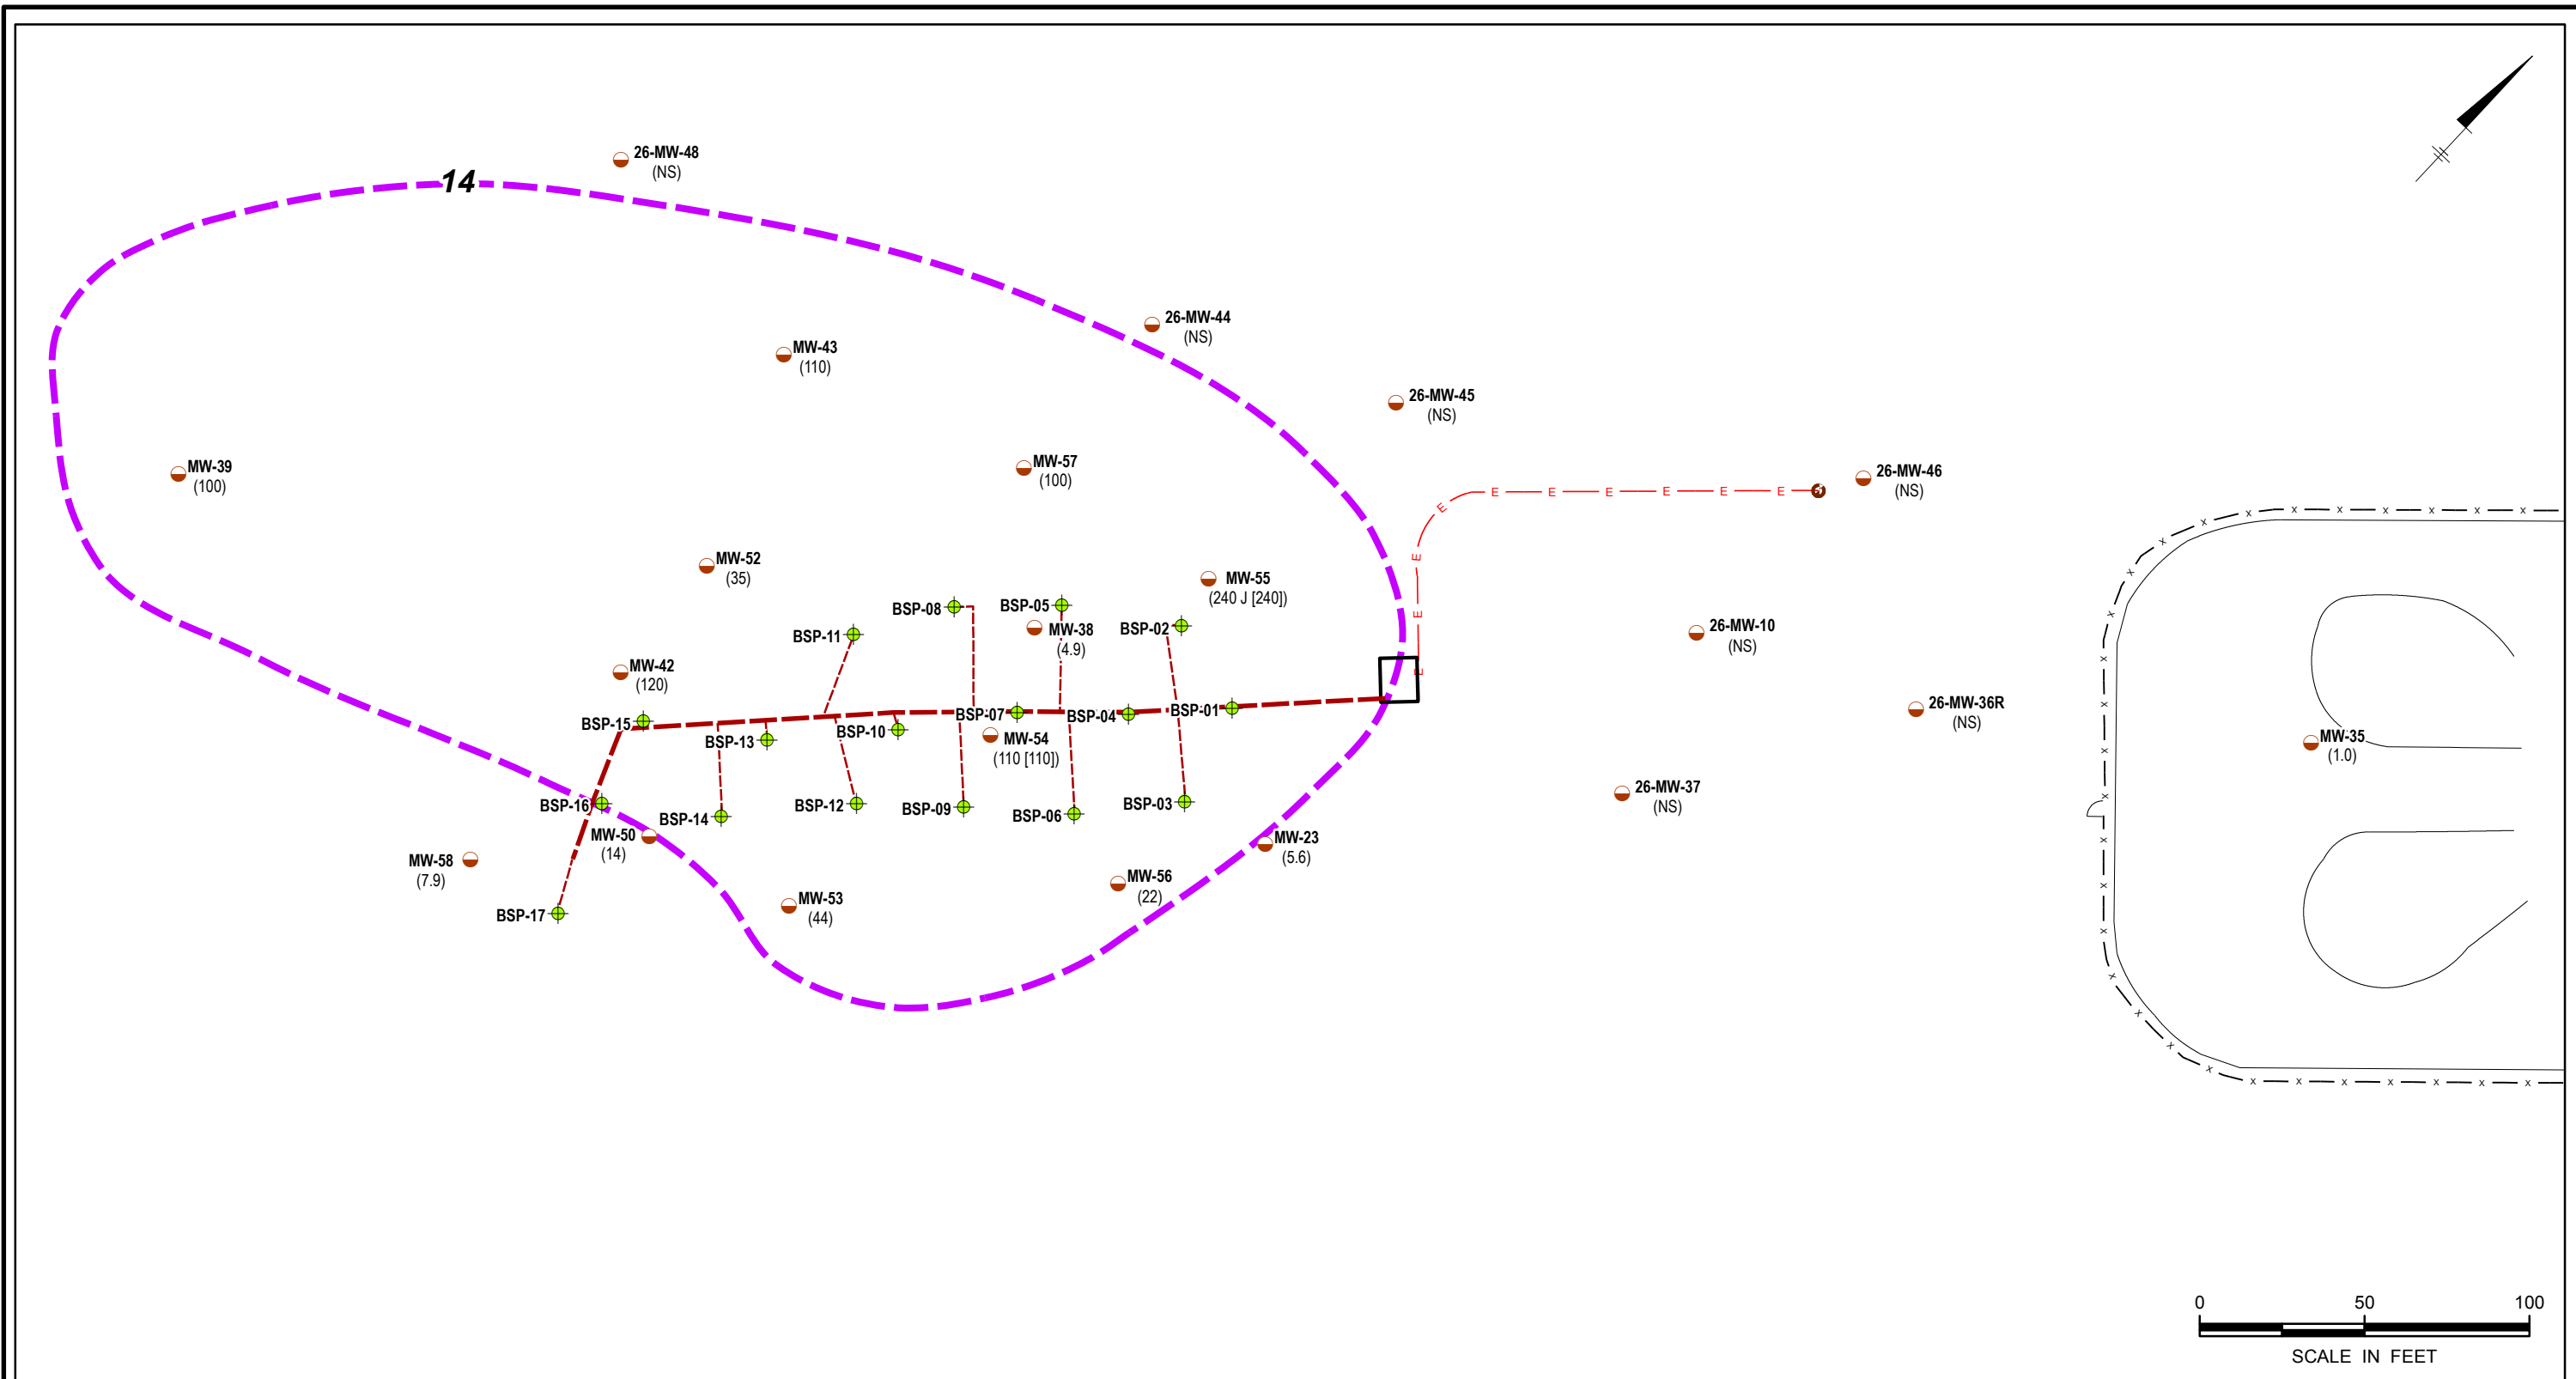 26-MW-48
(NS)
14
26-MW-44
(NS)
MW-43
(110)
26-MW-45
(NS)
MW-39
(100)
MW-57
(100)
26-MW-46
(NS)
E E E E E E
E
x x x x x x x x
MW-52
(35)
E
MW-55
(240 J [240])
BSP-08
BSP-05
E
BSP-11
MW-38
(4.9)
BSP-02
26-MW-10
(NS)
MW-42
(120)
E
BSP-15
BSP-13
BSP-10
BSP-07
MW-54
(110 [110])
BSP-04
BSP-01
26-MW-36R
(NS)
MW-35
(1.0)
BSP-16
BSP-14
BSP-12
BSP-09
BSP-06
BSP-03
26-MW-37
(NS)
MW-50
(14)
MW-23
(5.6)
MW-58
(7.9)
MW-56
(22)
BSP-17
MW-53
(44)
x x x x x x x
0 50 100
SCALE IN FEET